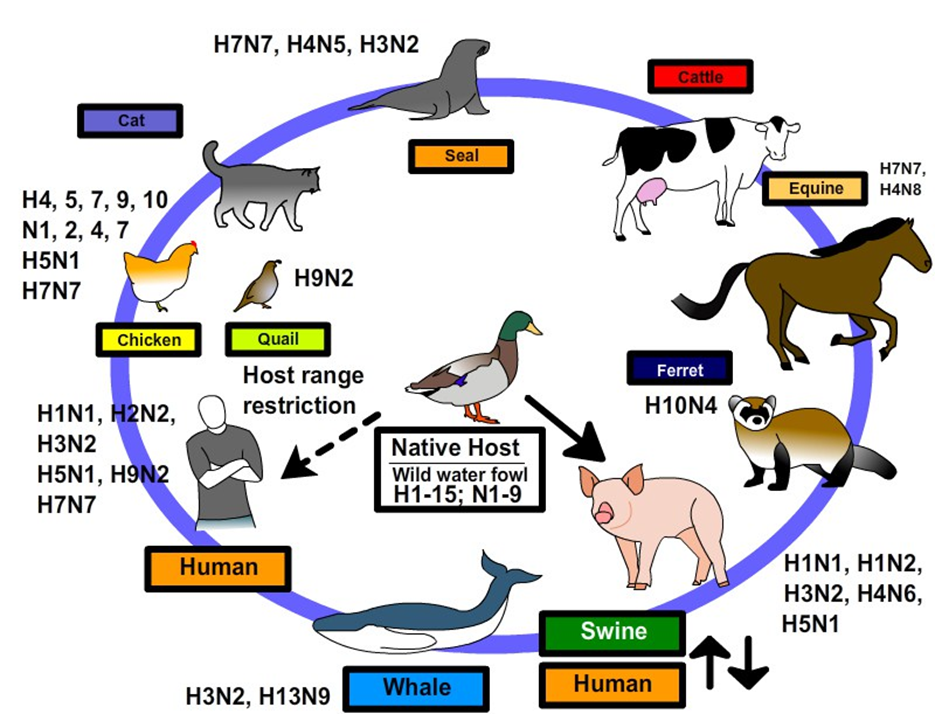 H7N7, H4N5, H3N2
Cattle
Cat
Seal
Equine
H7N7,
H4N8
H4, 5, 7, 9, 10
N1, 2, 4, 7
H5N1
H7N7
H9N2
Chicken
Quail
Ferret
H10N4
Host range
restriction
H1N1, H2N2,
H3N2
H5N1, H9N2
H7N7
Native Host
Wild water fowl
H1-15; N1-9
Human
H1N1, H1N2,
H3N2, H4N6,
H5N1
Swine
Human
Whale
H3N2, H13N9